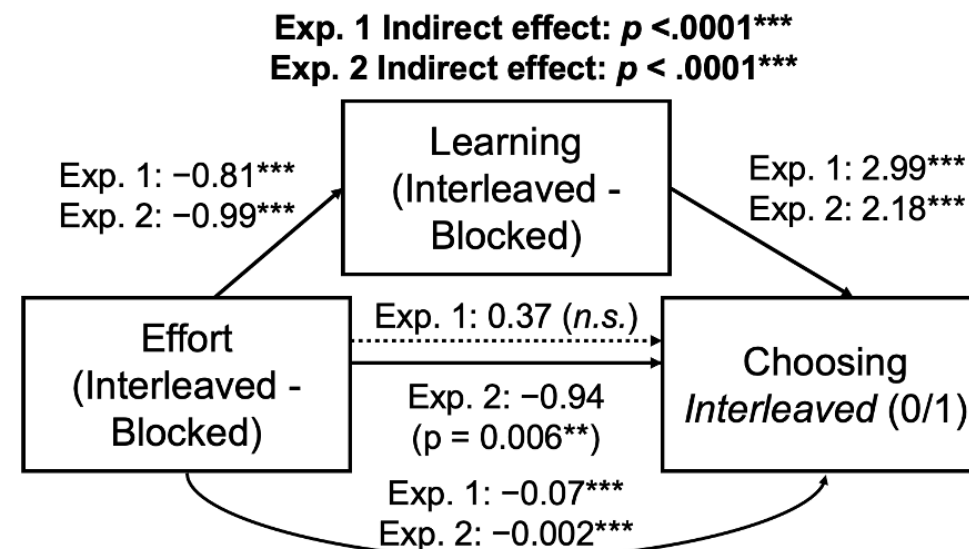 Exp. 1 Indirect effect: p <.0001***
Exp. 2 Indirect effect: p < .0001***
Learning
(Interleaved -
Blocked)
Exp. 1: −0.81***
Exp. 2: −0.99***
Exp. 1: 2.99***
Exp. 2: 2.18***
Effort
(Interleaved -
Blocked)
Exp. 1: 0.37 (n.s.)
Exp. 2: −0.94
(p = 0.006**)
Choosing
Interleaved (0/1)
Exp. 1: −0.07***
Exp. 2: −0.002***